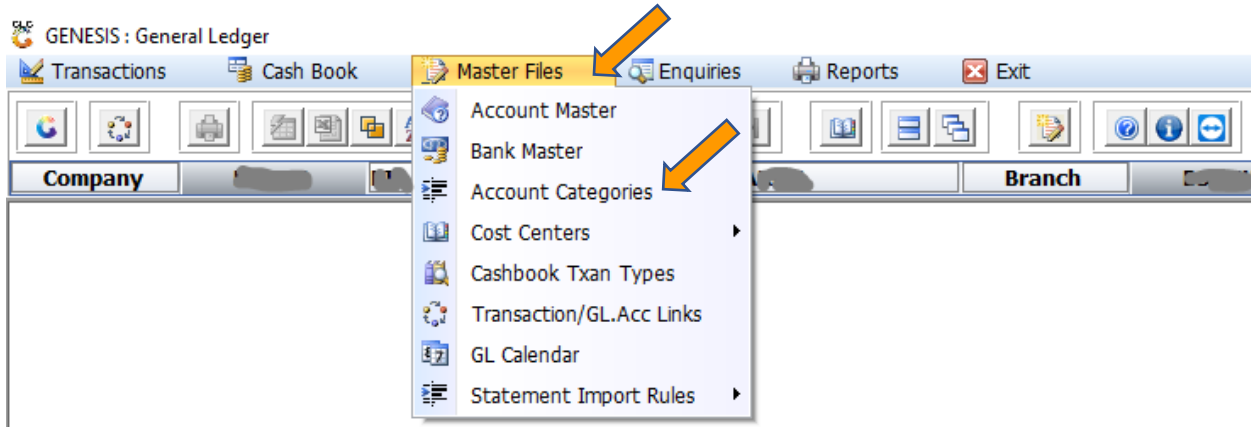 GENESIS : General Ledger
Transactions Cash Book Master Files Enquiries Reports Exit
Company Branch
Account Master
Bank Master
Account Categories
Cost Centers
Cashbook Txan Types
Transaction/GL.Acc Links
GL Calendar
Statement Import Rules